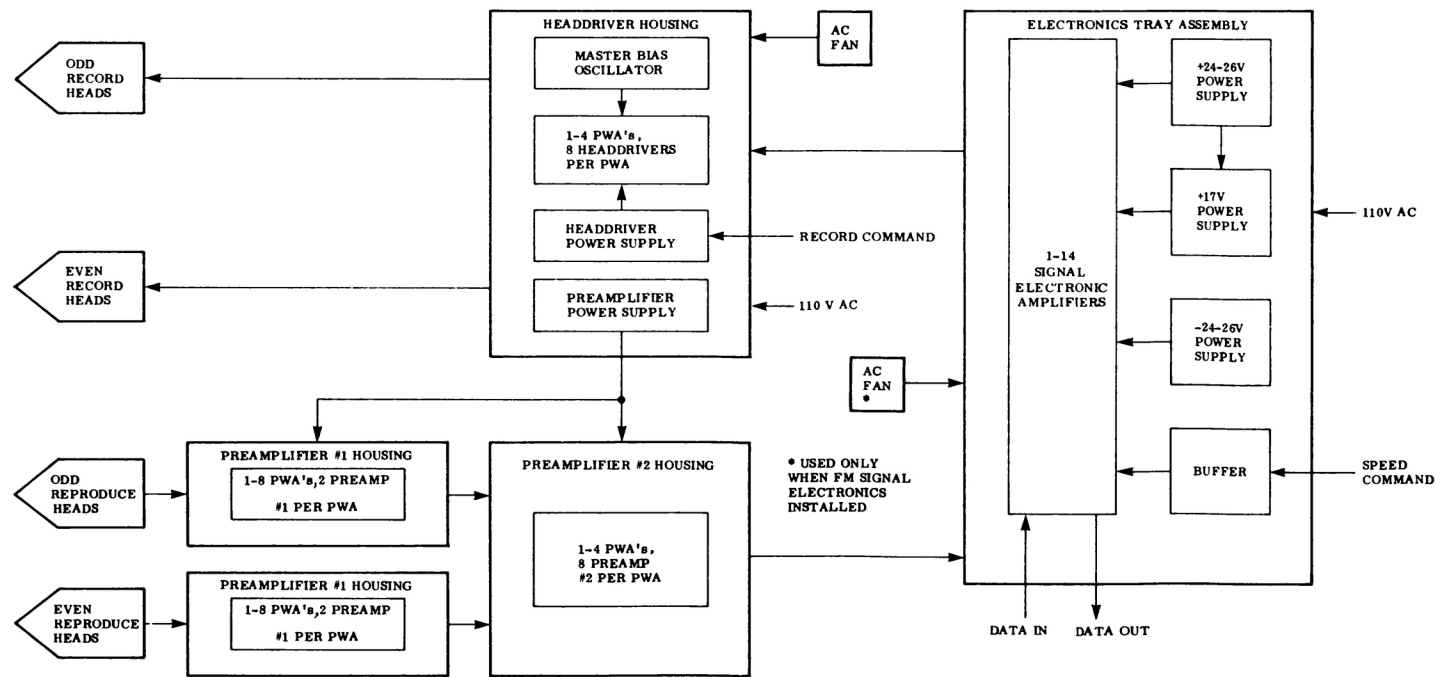 HEADDRIVER HOUSING
MASTER BIAS
OSCILLATOR
1-4 PWA's,
8 HEADDRIVERS
PER PWA
HEADDRIVER
POWER SUPPLY
PREAMPLIFIER
POWER SUPPLY
AC
FAN
ODD
RECORD
HEADS
EVEN
RECORD
HEADS
RECORD COMMAND
110 V AC
ELECTRONICS TRAY ASSEMBLY
+24-26V
POWER
SUPPLY
+17V
POWER
SUPPLY
1-14
SIGNAL
ELECTRONIC
AMPLIFIERS
-24-26V
POWER
SUPPLY
BUFFER
110V AC
SPEED
COMMAND
AC
FAN
*
* USED ONLY
WHEN FM SIGNAL
ELECTRONICS
INSTALLED
ODD
REPRODUCE
HEADS
PREAMPLIFIER #1 HOUSING
1-8 PWA's,2 PREAMP
#1 PER PWA
EVEN
REPRODUCE
HEADS
PREAMPLIFIER #1 HOUSING
1-8 PWA's,2 PREAMP
#1 PER PWA
PREAMPLIFIER #2 HOUSING
1-4 PWA's,
8 PREAMP
#2 PER PWA
DATA IN
DATA OUT